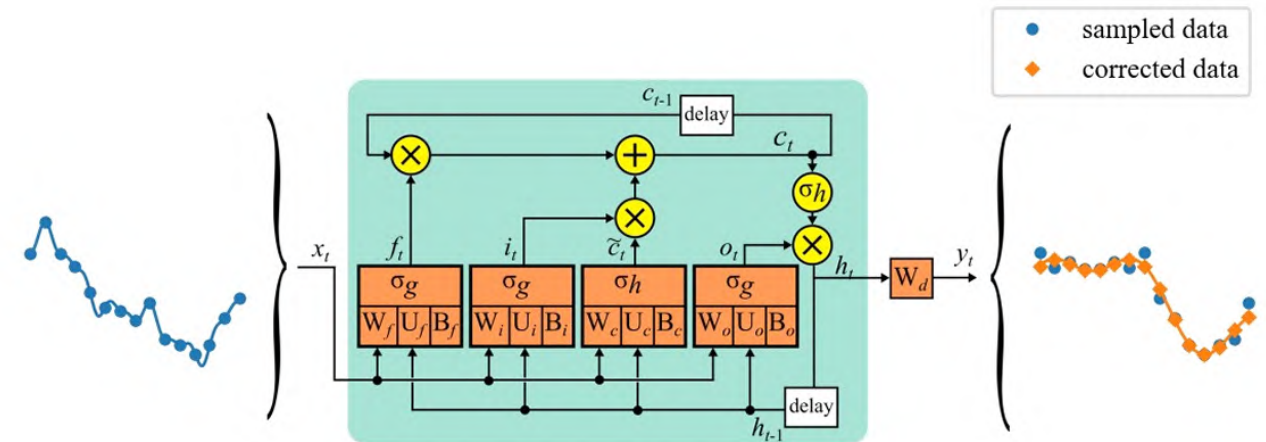 sampled data
corrected data
c_{t-1}
delay
× + c_t
σh
×
x_t f_t i_t c̃_t o_t × h_t y_t
σg σg σh σg W_d
W_f U_f B_f W_i U_i B_i W_c U_c B_c W_o U_o B_o
delay
h_{t-1}